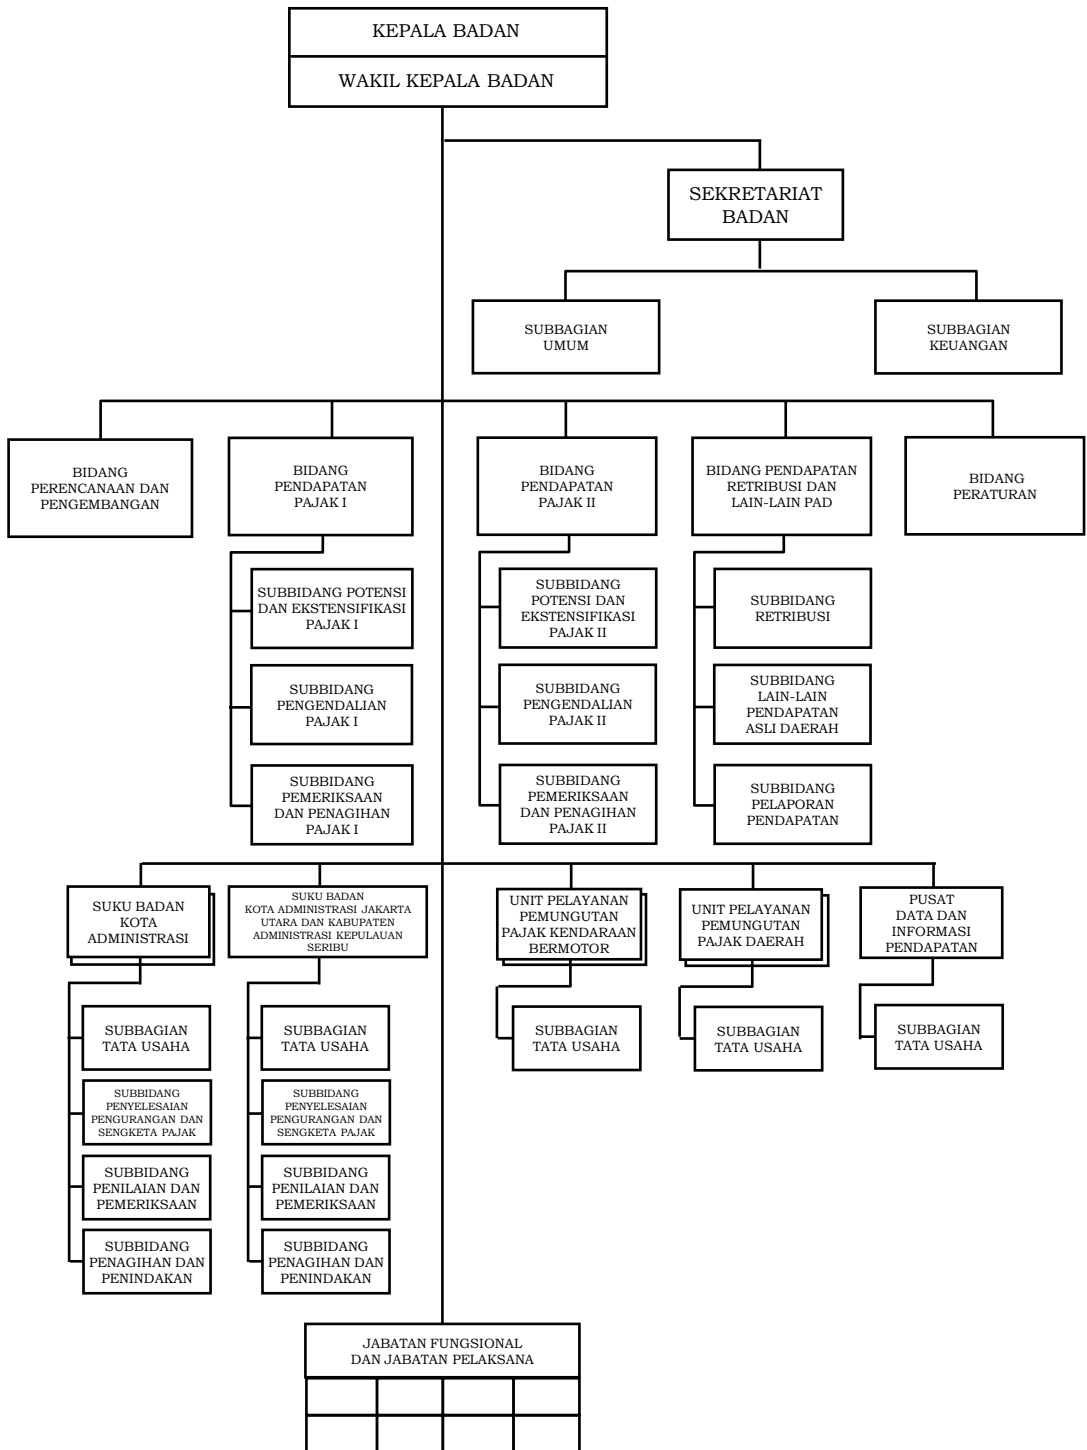 KEPALA BADAN
WAKIL KEPALA BADAN
SEKRETARIAT
BADAN
SUBBAGIAN
UMUM
SUBBAGIAN
KEUANGAN
BIDANG
PERENCANAAN DAN
PENGEMBANGAN
BIDANG
PENDAPATAN
PAJAK I
BIDANG
PENDAPATAN
PAJAK II
BIDANG PENDAPATAN
RETRIBUSI DAN
LAIN-LAIN PAD
BIDANG
PERATURAN
SUBBIDANG POTENSI
DAN EKSTENSIFIKASI
PAJAK I
SUBBIDANG
PENGENDALIAN
PAJAK I
SUBBIDANG
PEMERIKSAAN
DAN PENAGIHAN
PAJAK I
SUBBIDANG
POTENSI DAN
EKSTENSIFIKASI
PAJAK II
SUBBIDANG
PENGENDALIAN
PAJAK II
SUBBIDANG
PEMERIKSAAN
DAN PENAGIHAN
PAJAK II
SUBBIDANG
RETRIBUSI
SUBBIDANG
LAIN-LAIN
PENDAPATAN
ASLI DAERAH
SUBBIDANG
PELAPORAN
PENDAPATAN
SUKU BADAN
KOTA
ADMINISTRASI
SUKU BADAN
KOTA ADMINISTRASI JAKARTA
UTARA DAN KABUPATEN
ADMINISTRASI KEPULAUAN
SERIBU
UNIT PELAYANAN
PEMUNGUTAN
PAJAK KENDARAAN
BERMOTOR
UNIT PELAYANAN
PEMUNGUTAN
PAJAK DAERAH
PUSAT
DATA DAN
INFORMASI
PENDAPATAN
SUBBAGIAN
TATA USAHA
SUBBIDANG
PENYELESAIAN
PENGURANGAN DAN
SENGKETA PAJAK
SUBBIDANG
PENILAIAN DAN
PEMERIKSAAN
SUBBIDANG
PENAGIHAN DAN
PENINDAKAN
SUBBAGIAN
TATA USAHA
SUBBIDANG
PENYELESAIAN
PENGURANGAN DAN
SENGKETA PAJAK
SUBBIDANG
PENILAIAN DAN
PEMERIKSAAN
SUBBIDANG
PENAGIHAN DAN
PENINDAKAN
SUBBAGIAN
TATA USAHA
SUBBAGIAN
TATA USAHA
SUBBAGIAN
TATA USAHA
JABATAN FUNGSIONAL
DAN JABATAN PELAKSANA